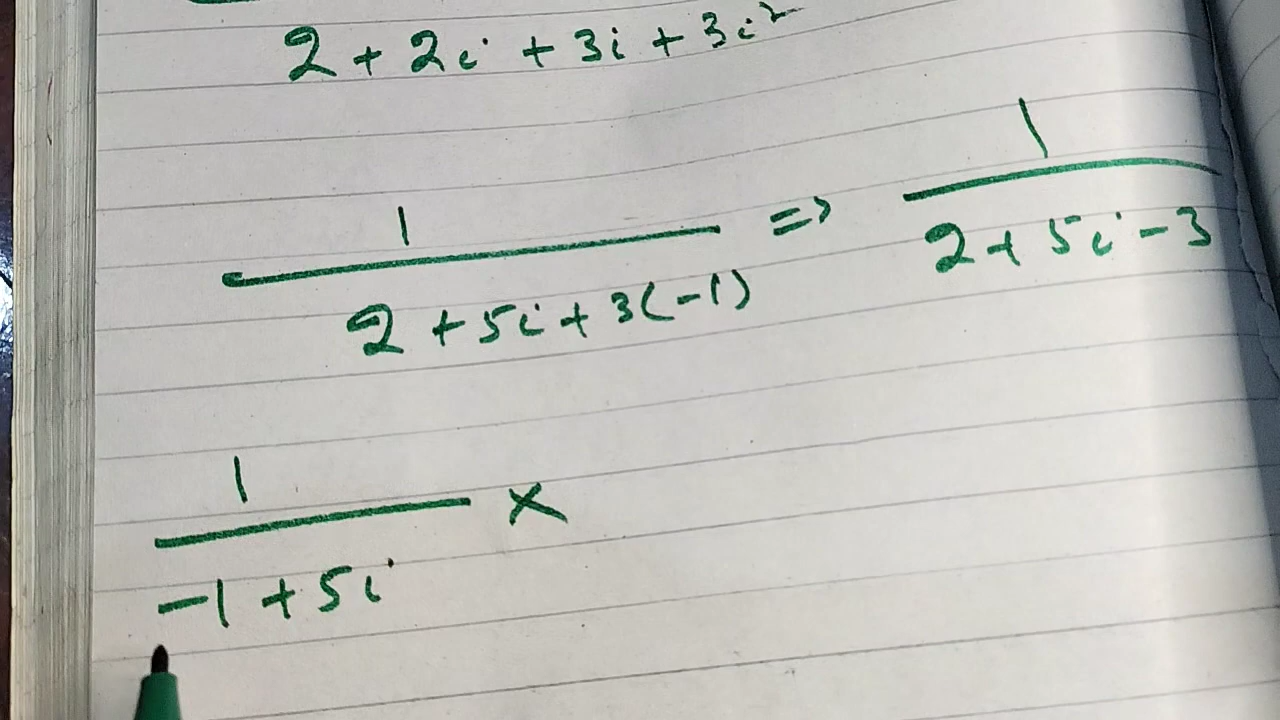 2 + 2i + 3i + 3i²
1 1
2 + 5i + 3(-1) => 2 + 5i - 3
1 ×
-1 + 5i